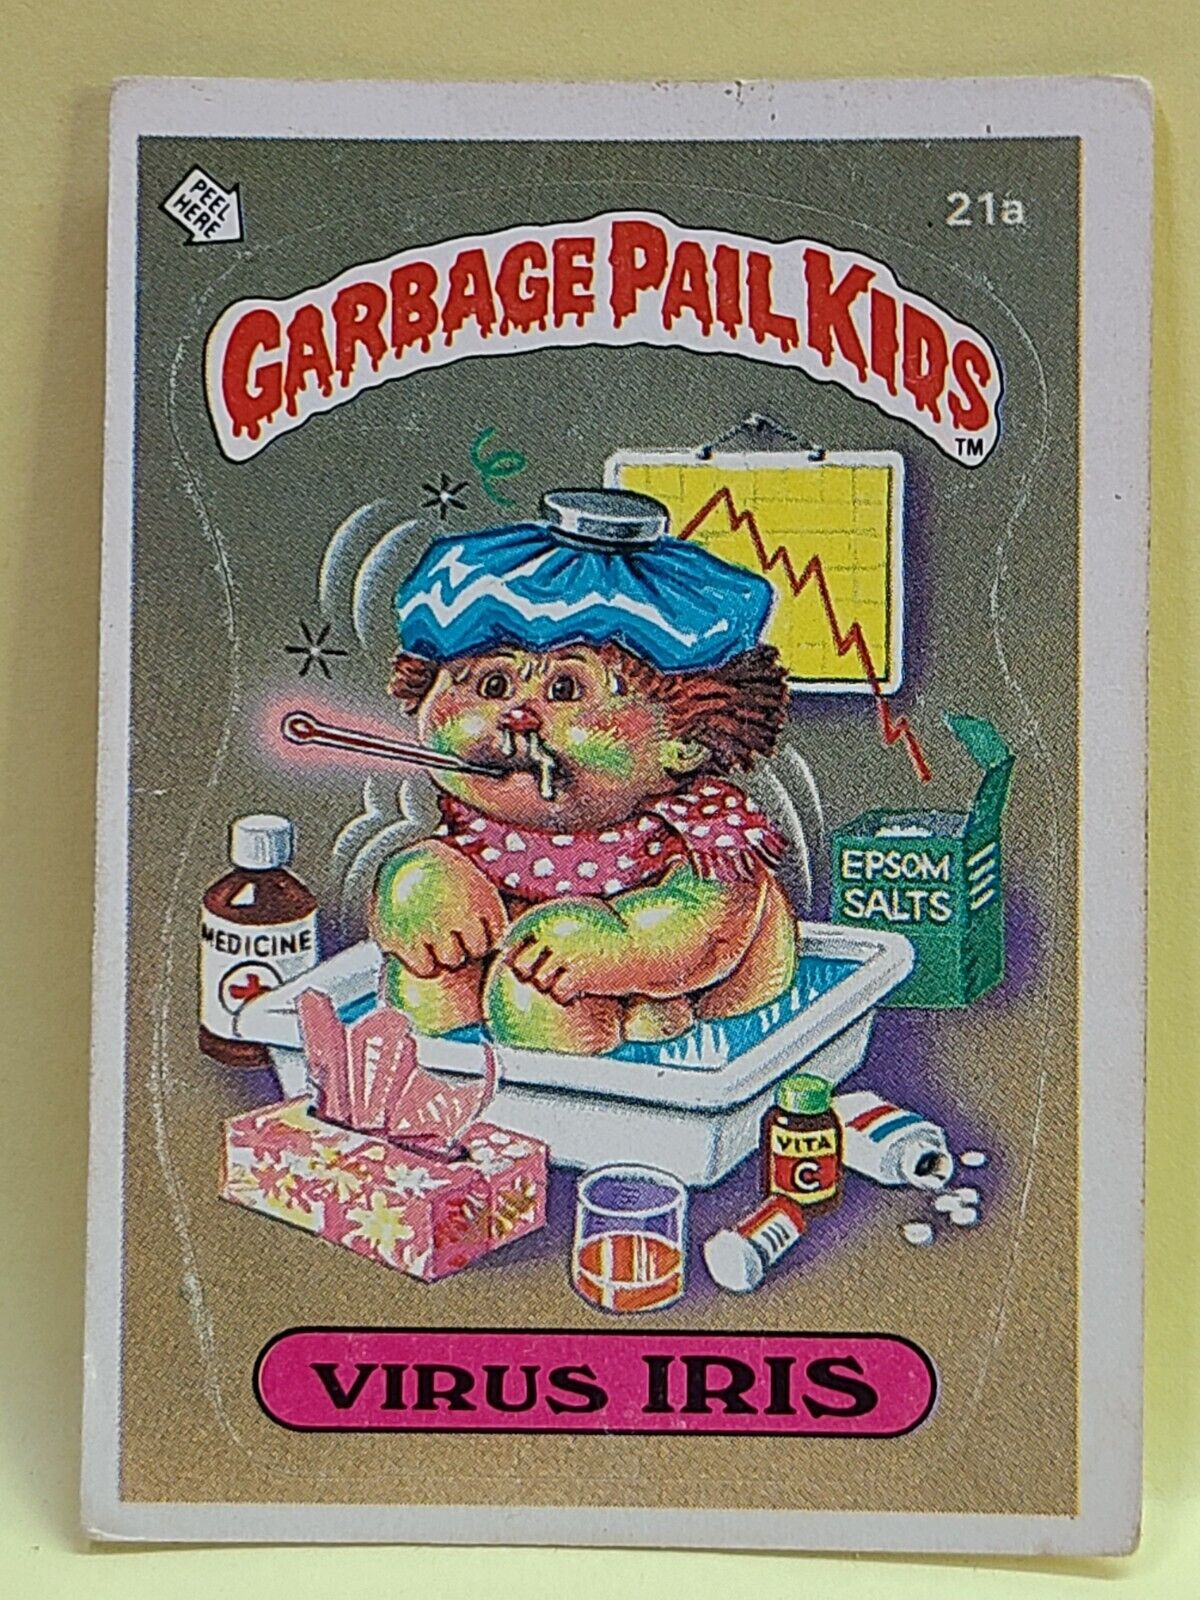 PEEL
HERE
21a
GARBAGE PAIL KIDS
TM
EPSOM
SALTS
MEDICINE
VITA
C
VIRUS IRIS